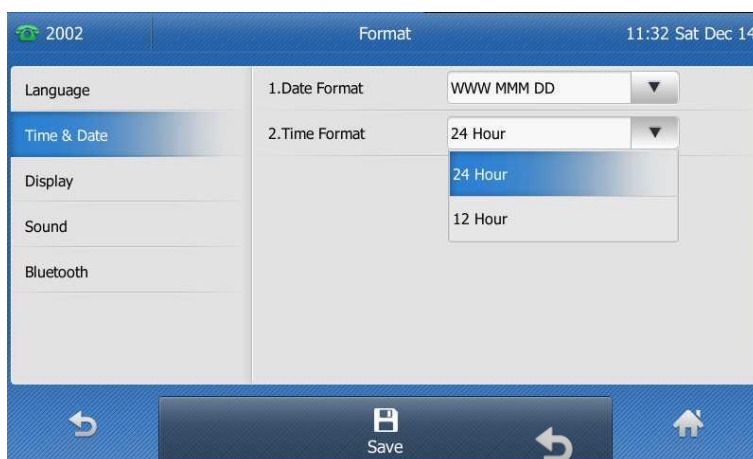 2002 Format 11:32 Sat Dec 14
Language
Time & Date
Display
Sound
Bluetooth
1.Date Format WWW MMM DD
2.Time Format 24 Hour
24 Hour
12 Hour
Save